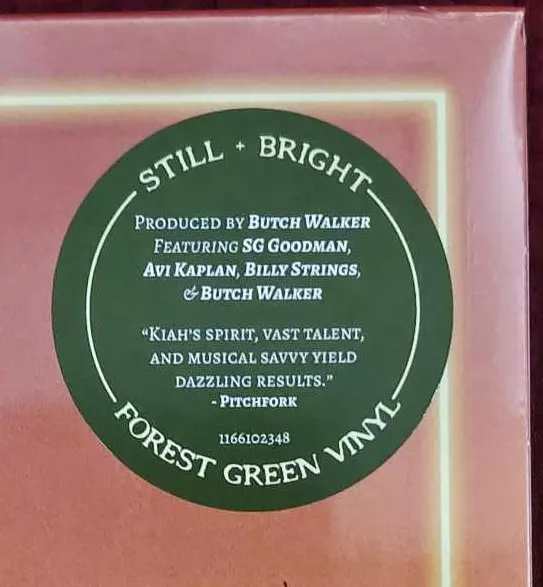 STILL + BRIGHT
PRODUCED BY BUTCH WALKER
FEATURING SG GOODMAN,
AVI KAPLAN, BILLY STRINGS,
& BUTCH WALKER
“KIAH'S SPIRIT, VAST TALENT,
AND MUSICAL SAVVY YIELD
DAZZLING RESULTS.”
- PITCHFORK
1166102348
FOREST GREEN VINYL